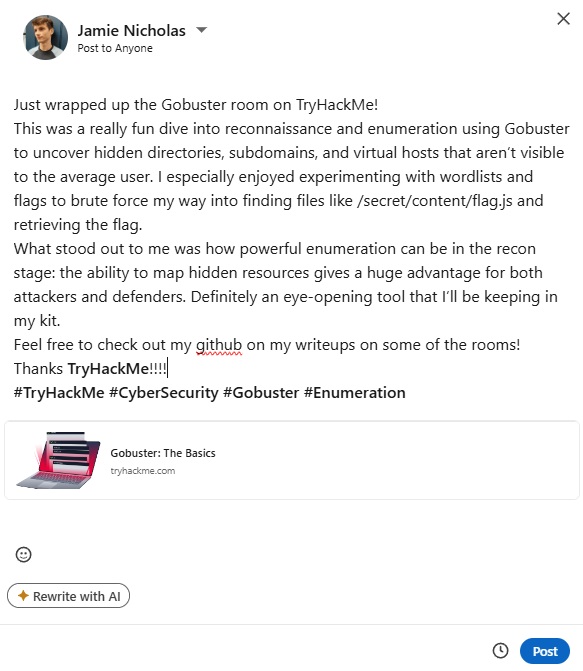 Jamie Nicholas
Post to Anyone
Just wrapped up the Gobuster room on TryHackMe!
This was a really fun dive into reconnaissance and enumeration using Gobuster
to uncover hidden directories, subdomains, and virtual hosts that aren’t visible
to the average user. I especially enjoyed experimenting with wordlists and
flags to brute force my way into finding files like /secret/content/flag.js and
retrieving the flag.
What stood out to me was how powerful enumeration can be in the recon
stage: the ability to map hidden resources gives a huge advantage for both
attackers and defenders. Definitely an eye-opening tool that I’ll be keeping in
my kit.
Feel free to check out my github on my writeups on some of the rooms!
Thanks TryHackMe!!!!
#TryHackMe #CyberSecurity #Gobuster #Enumeration
Gobuster: The Basics
tryhackme.com
Rewrite with AI
Post